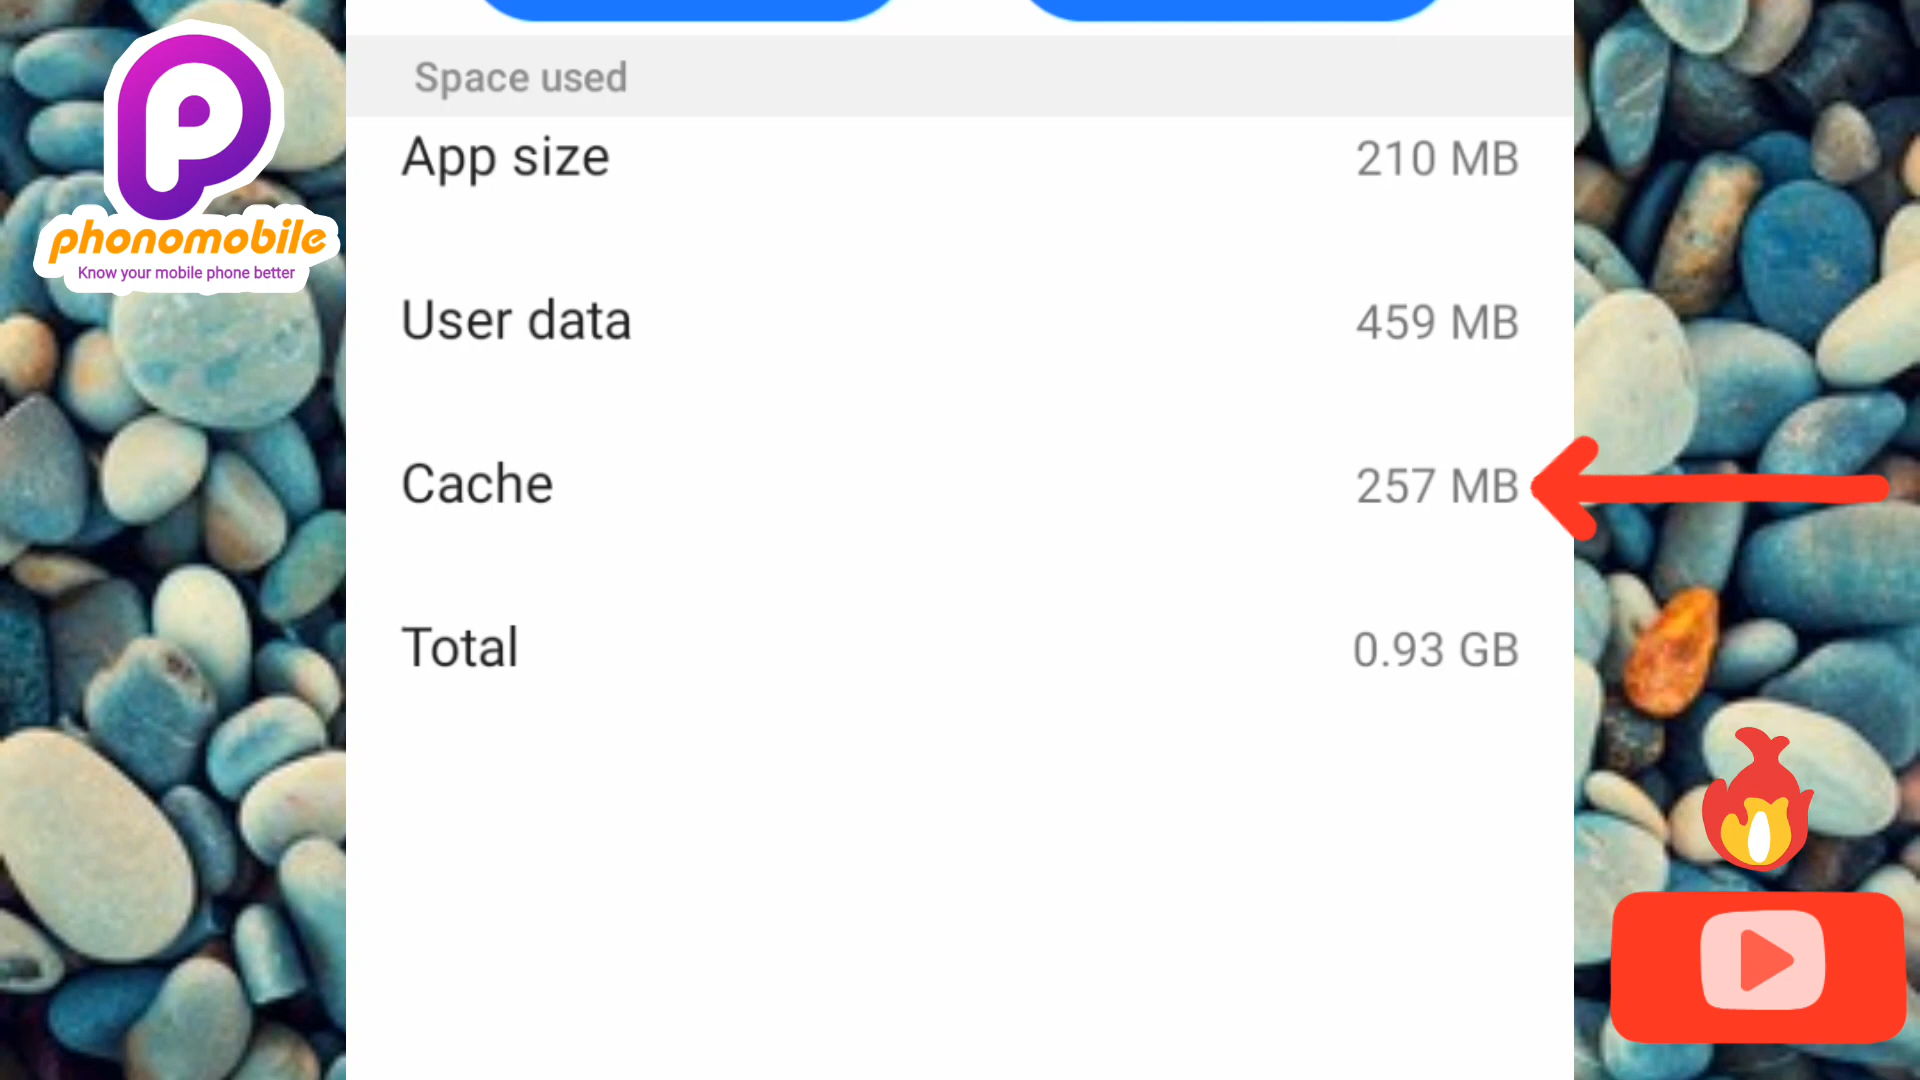 phonomobile
Know your mobile phone better
Space used
App size 210 MB
User data 459 MB
Cache 257 MB
Total 0.93 GB